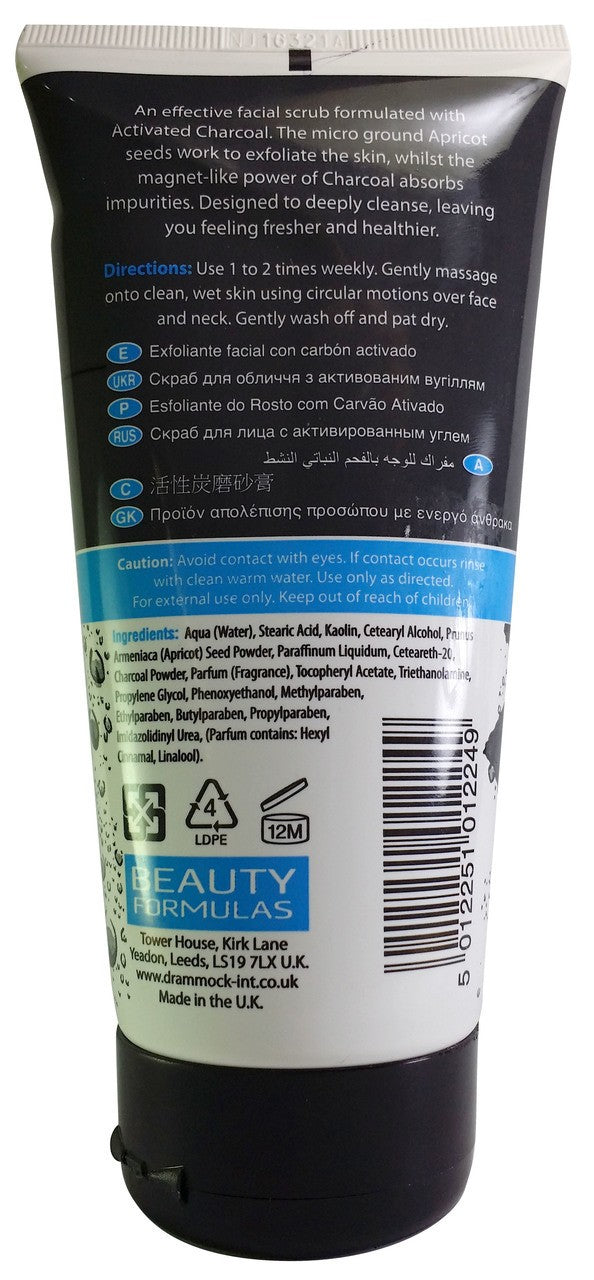 NJ16321A
An effective facial scrub formulated with
Activated Charcoal. The micro ground Apricot
seeds work to exfoliate the skin, whilst the
magnet-like power of Charcoal absorbs
impurities. Designed to deeply cleanse, leaving
you feeling fresher and healthier.
Directions: Use 1 to 2 times weekly. Gently massage
onto clean, wet skin using circular motions over face
and neck. Gently wash off and pat dry.
E Exfoliante facial con carbón activado
UKR Скраб для обличчя з активованим вугіллям
P Esfoliante do Rosto com Carvão Ativado
RUS Скраб для лица с активированным углем
A مفراك للوجه بالفحم النباتي النشط
C 活性炭磨砂膏
GK Προϊόν απολέπισης προσώπου με ενεργό άνθρακα
Caution: Avoid contact with eyes. If contact occurs rinse
with clean warm water. Use only as directed.
For external use only. Keep out of reach of children.
Ingredients: Aqua (Water), Stearic Acid, Kaolin, Cetearyl Alcohol, Prunus
Armeniaca (Apricot) Seed Powder, Paraffinum Liquidum, Ceteareth-20,
Charcoal Powder, Parfum (Fragrance), Tocopheryl Acetate, Triethanolamine,
Propylene Glycol, Phenoxyethanol, Methylparaben,
Ethylparaben, Butylparaben, Propylparaben,
Imidazolidinyl Urea, (Parfum contains: Hexyl
Cinnamal, Linalool).
4
LDPE
12M
BEAUTY
FORMULAS
Tower House, Kirk Lane
Yeadon, Leeds, LS19 7LX U.K.
www.drammock-int.co.uk
Made in the U.K.
5 012251 012249